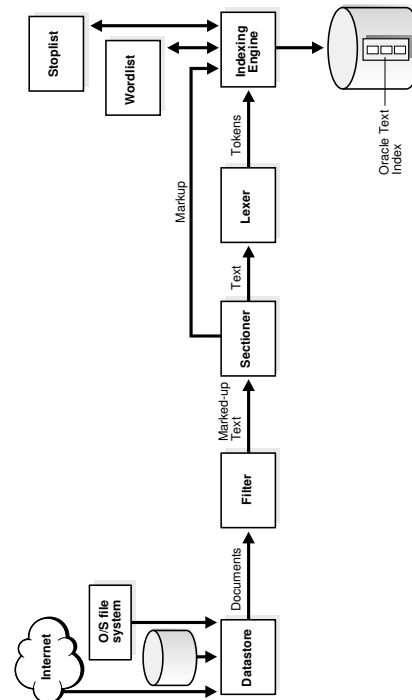 Internet
O/S file
system
Datastore
Documents
Filter
Marked-up
Text
Sectioner
Markup
Text
Lexer
Tokens
Stoplist
Wordlist
Indexing
Engine
Oracle Text
Index